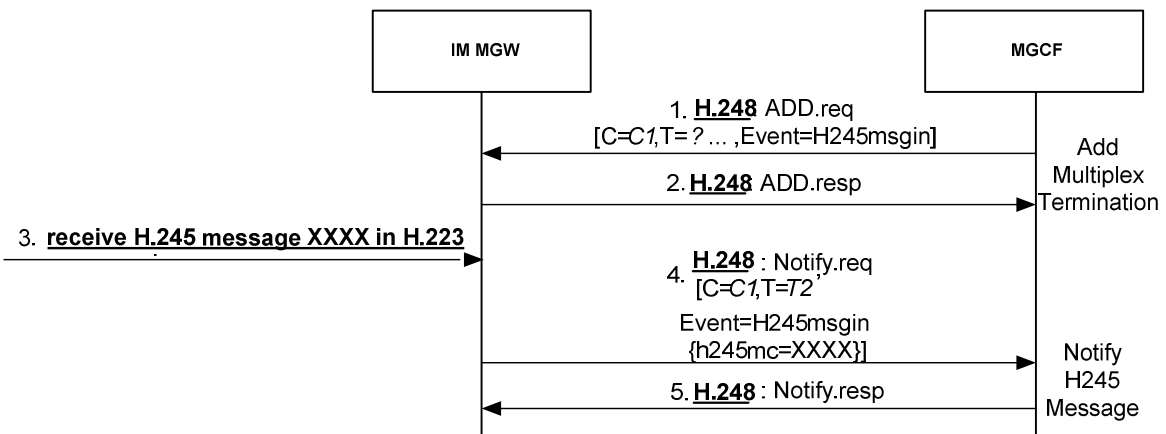 IM MGW
MGCF
1. H.248: ADD.req
[C=C1,T= ? ... ,Event=H245msgin]
Add
Multiplex
Termination
2. H.248: ADD.resp
3. receive H.245 message XXXX in H.223
4. H.248 : Notify.req
[C=C1,T=T2,
Event=H245msgin
{h245mc=XXXX}]
Notify
H245
Message
5. H.248 : Notify.resp